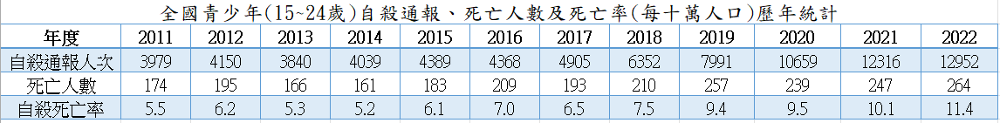 全國青少年(15~24歲)自殺通報、死亡人數及死亡率(每十萬人口)歷年統計
年度 2011 2012 2013 2014 2015 2016 2017 2018 2019 2020 2021 2022
自殺通報人次 3979 4150 3840 4039 4389 4368 4905 6352 7991 10659 12316 12952
死亡人數 174 195 166 161 183 209 193 210 257 239 247 264
自殺死亡率 5.5 6.2 5.3 5.2 6.1 7.0 6.5 7.5 9.4 9.5 10.1 11.4